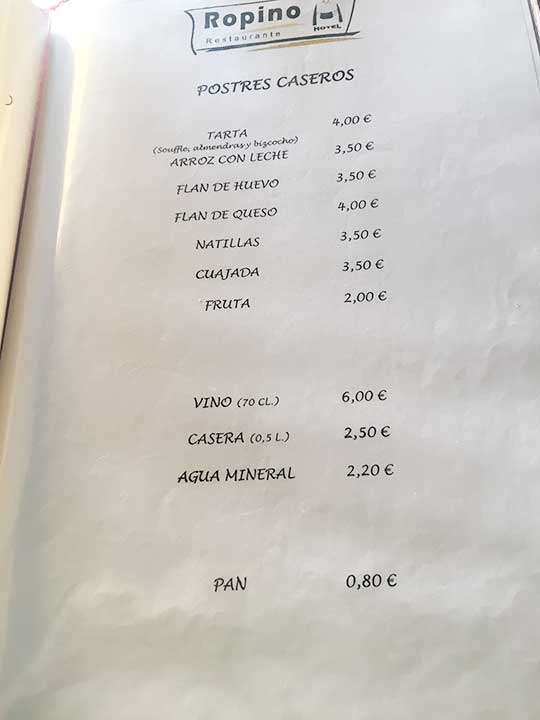 Ropino
Restaurante
HOTEL
POSTRES CASEROS
TARTA 4,00 €
(Souffle, almendras y bizcocho)
ARROZ CON LECHE 3,50 €
FLAN DE HUEVO 3,50 €
FLAN DE QUESO 4,00 €
NATILLAS 3,50 €
CUAJADA 3,50 €
FRUTA 2,00 €
VINO (70 CL.) 6,00 €
CASERA (0,5 L.) 2,50 €
AGUA MINERAL 2,20 €
PAN 0,80 €